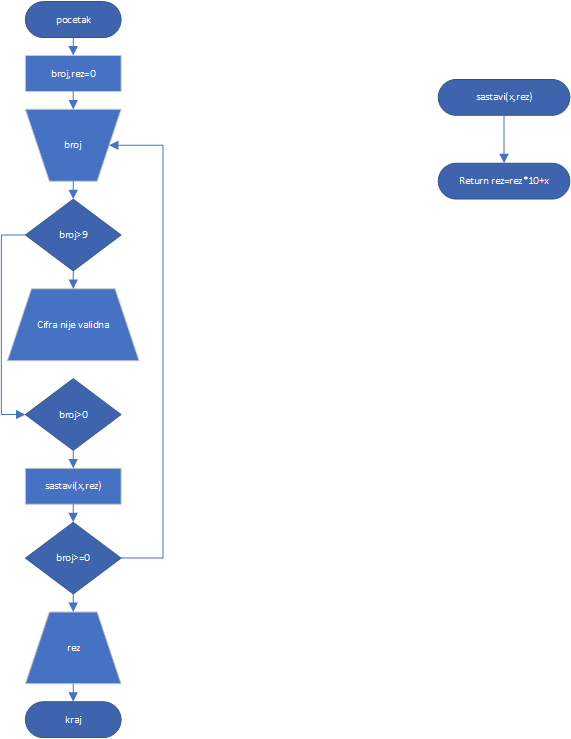 pocetak
broj,rez=0
broj
broj>9
Cifra nije validna
broj>0
sastavi(x,rez)
broj>=0
rez
kraj
sastavi(x,rez)
Return rez=rez*10+x